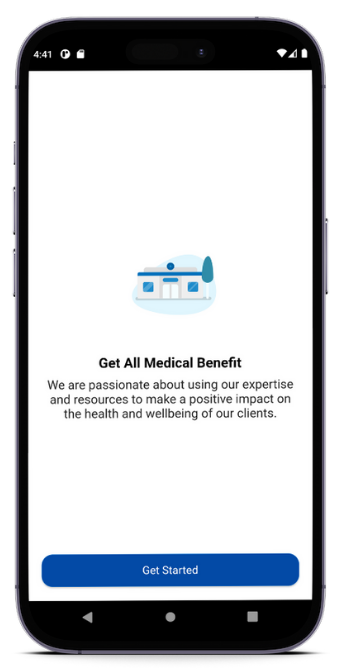 4:41
Get All Medical Benefit
We are passionate about using our expertise
and resources to make a positive impact on
the health and wellbeing of our clients.
Get Started